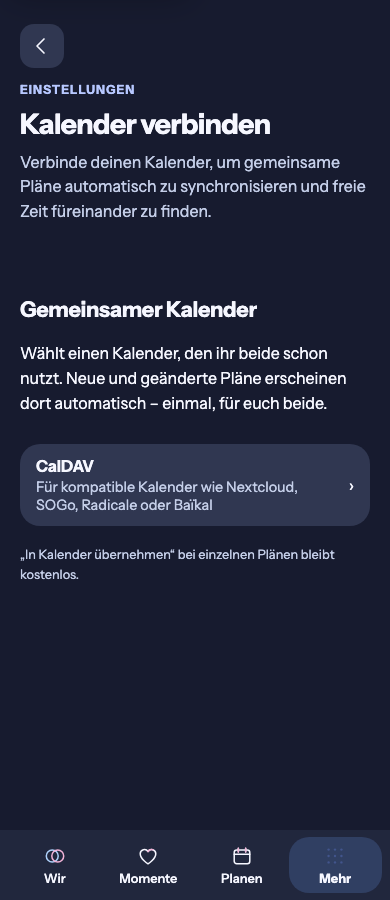 EINSTELLUNGEN
Kalender verbinden
Verbinde deinen Kalender, um gemeinsame
Pläne automatisch zu synchronisieren und freie
Zeit füreinander zu finden.
Gemeinsamer Kalender
Wählt einen Kalender, den ihr beide schon
nutzt. Neue und geänderte Pläne erscheinen
dort automatisch – einmal, für euch beide.
CalDAV
Für kompatible Kalender wie Nextcloud,
SOGo, Radicale oder Baïkal
„In Kalender übernehmen“ bei einzelnen Plänen bleibt
kostenlos.
Wir
Momente
Planen
Mehr